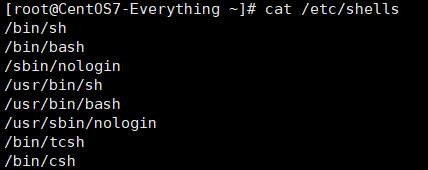 [root@CentOS7-Everything ~]# cat /etc/shells
/bin/sh
/bin/bash
/sbin/nologin
/usr/bin/sh
/usr/bin/bash
/usr/sbin/nologin
/bin/tcsh
/bin/csh